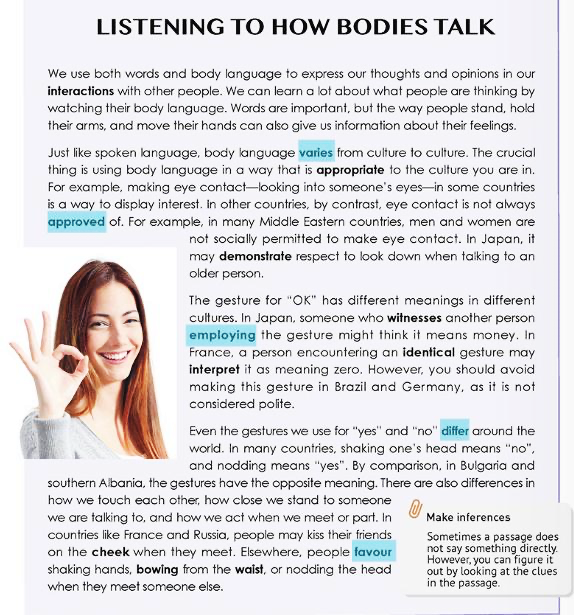 LISTENING TO HOW BODIES TALK
We use both words and body language to express our thoughts and opinions in our
interactions with other people. We can learn a lot about what people are thinking by
watching their body language. Words are important, but the way people stand, hold
their arms, and move their hands can also give us information about their feelings.
Just like spoken language, body language varies from culture to culture. The crucial
thing is using body language in a way that is appropriate to the culture you are in.
For example, making eye contact—looking into someone's eyes—in some countries
is a way to display interest. In other countries, by contrast, eye contact is not always
approved of. For example, in many Middle Eastern countries, men and women are
not socially permitted to make eye contact. In Japan, it
may demonstrate respect to look down when talking to an
older person.
The gesture for "OK" has different meanings in different
cultures. In Japan, someone who witnesses another person
employing the gesture might think it means money. In
France, a person encountering an identical gesture may
interpret it as meaning zero. However, you should avoid
making this gesture in Brazil and Germany, as it is not
considered polite.
Even the gestures we use for "yes" and "no" differ around the
world. In many countries, shaking one's head means "no",
and nodding means "yes". By comparison, in Bulgaria and
southern Albania, the gestures have the opposite meaning. There are also differences in
how we touch each other, how close we stand to someone
we are talking to, and how we act when we meet or part. In
countries like France and Russia, people may kiss their friends
on the cheek when they meet. Elsewhere, people favour
shaking hands, bowing from the waist, or nodding the head
when they meet someone else.
Make inferences
Sometimes a passage does
not say something directly.
However, you can figure it
out by looking at the clues
in the passage.